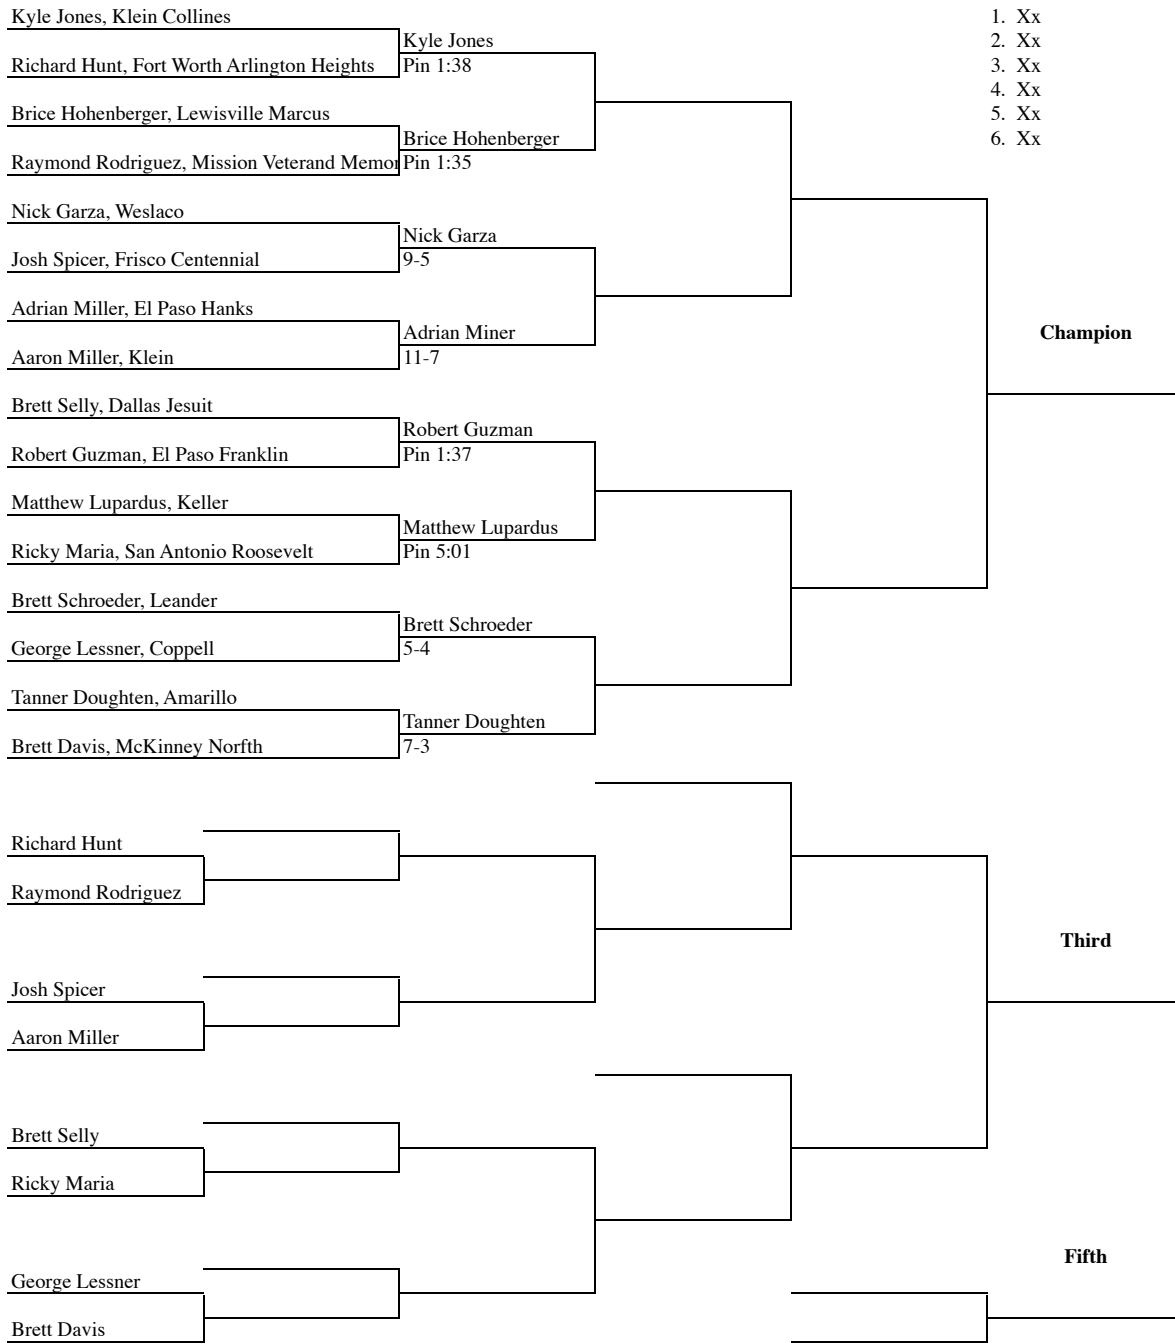 Kyle Jones, Klein Collines
Richard Hunt, Fort Worth Arlington Heights
Brice Hohenberger, Lewisville Marcus
Raymond Rodriguez, Mission Veterand Memor
Nick Garza, Weslaco
Josh Spicer, Frisco Centennial
Adrian Miller, El Paso Hanks
Aaron Miller, Klein
Brett Selly, Dallas Jesuit
Robert Guzman, El Paso Franklin
Matthew Lupardus, Keller
Ricky Maria, San Antonio Roosevelt
Brett Schroeder, Leander
George Lessner, Coppell
Tanner Doughten, Amarillo
Brett Davis, McKinney Norfth
Kyle Jones
Pin 1:38
Brice Hohenberger
Pin 1:35
Nick Garza
9-5
Adrian Miner
11-7
Robert Guzman
Pin 1:37
Matthew Lupardus
Pin 5:01
Brett Schroeder
5-4
Tanner Doughten
7-3
1. Xx
2. Xx
3. Xx
4. Xx
5. Xx
6. Xx
Champion
Richard Hunt
Raymond Rodriguez
Josh Spicer
Aaron Miller
Brett Selly
Ricky Maria
George Lessner
Brett Davis
Third
Fifth